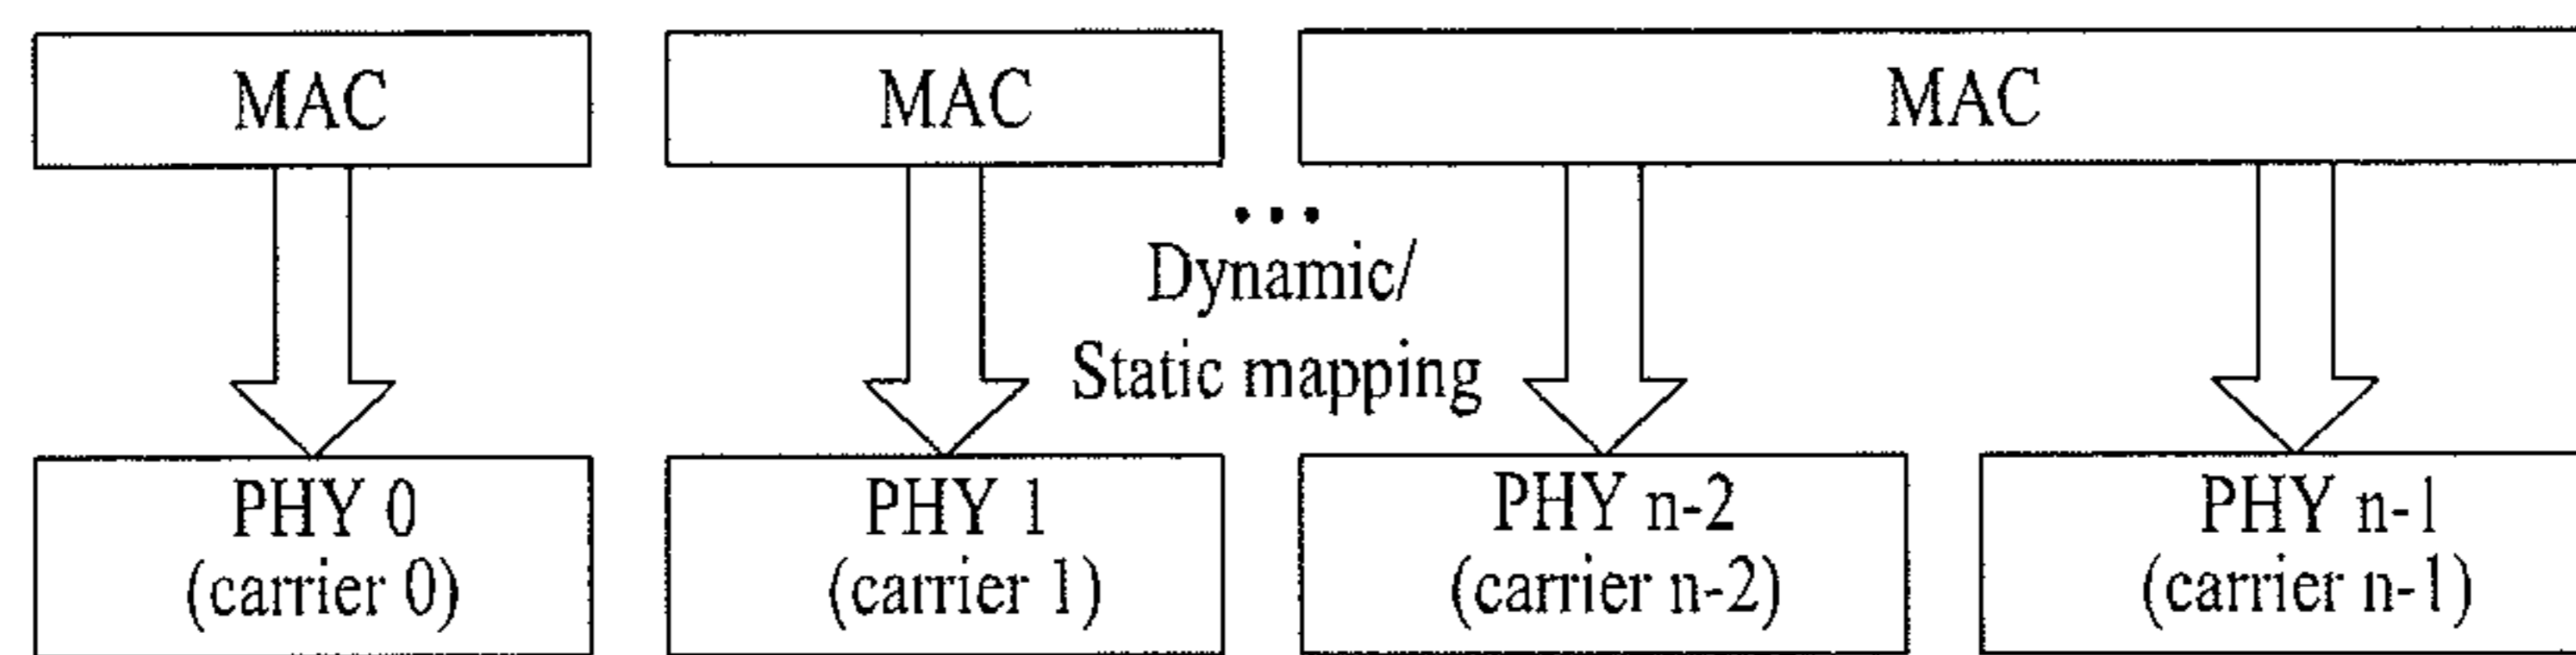 MAC
MAC
MAC
• • •
Dynamic/
Static mapping
PHY 0
(carrier 0)
PHY 1
(carrier 1)
PHY n-2
(carrier n-2)
PHY n-1
(carrier n-1)